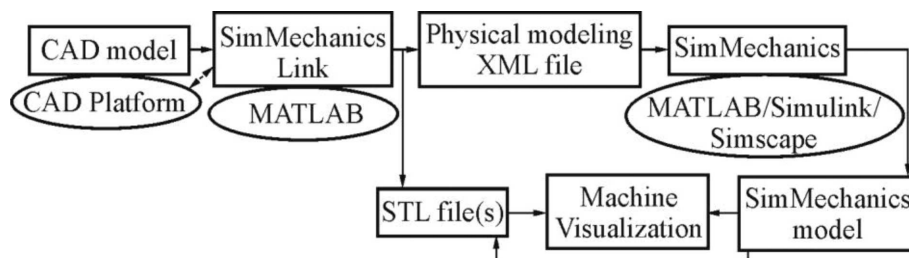 CAD model
CAD Platform
SimMechanics
Link
MATLAB
Physical modeling
XML file
SimMechanics
MATLAB/Simulink/
Simscape
STL file(s)
Machine
Visualization
SimMechanics
model